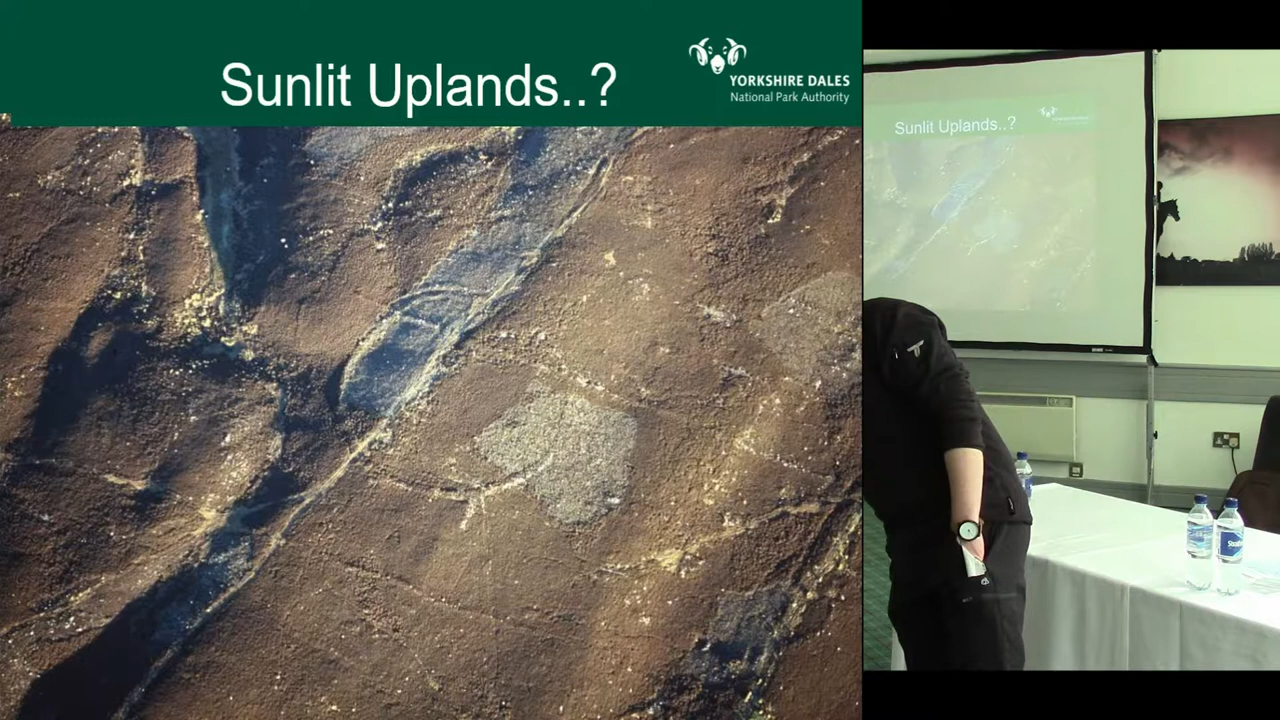 Sunlit Uplands..?
YORKSHIRE DALES
National Park Authority
Sunlit Uplands..?